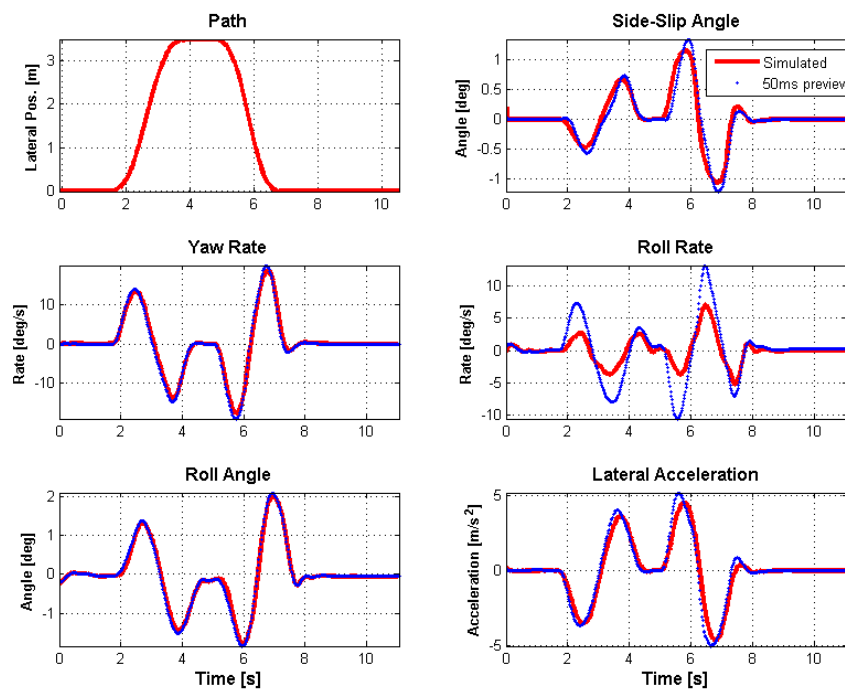 Path
Lateral Pos. [m]
3
2
1
0
0 2 4 6 8 10
Side-Slip Angle
Angle [deg]
1
0.5
0
-0.5
-1
0 2 4 6 8 10
Simulated
50ms preview
Yaw Rate
Rate [deg/s]
10
0
-10
0 2 4 6 8 10
Roll Rate
Rate [deg/s]
10
5
0
-5
-10
0 2 4 6 8 10
Roll Angle
Angle [deg]
2
1
0
-1
0 2 4 6 8 10
Time [s]
Lateral Acceleration
Acceleration [m/s²]
5
0
-5
0 2 4 6 8 10
Time [s]